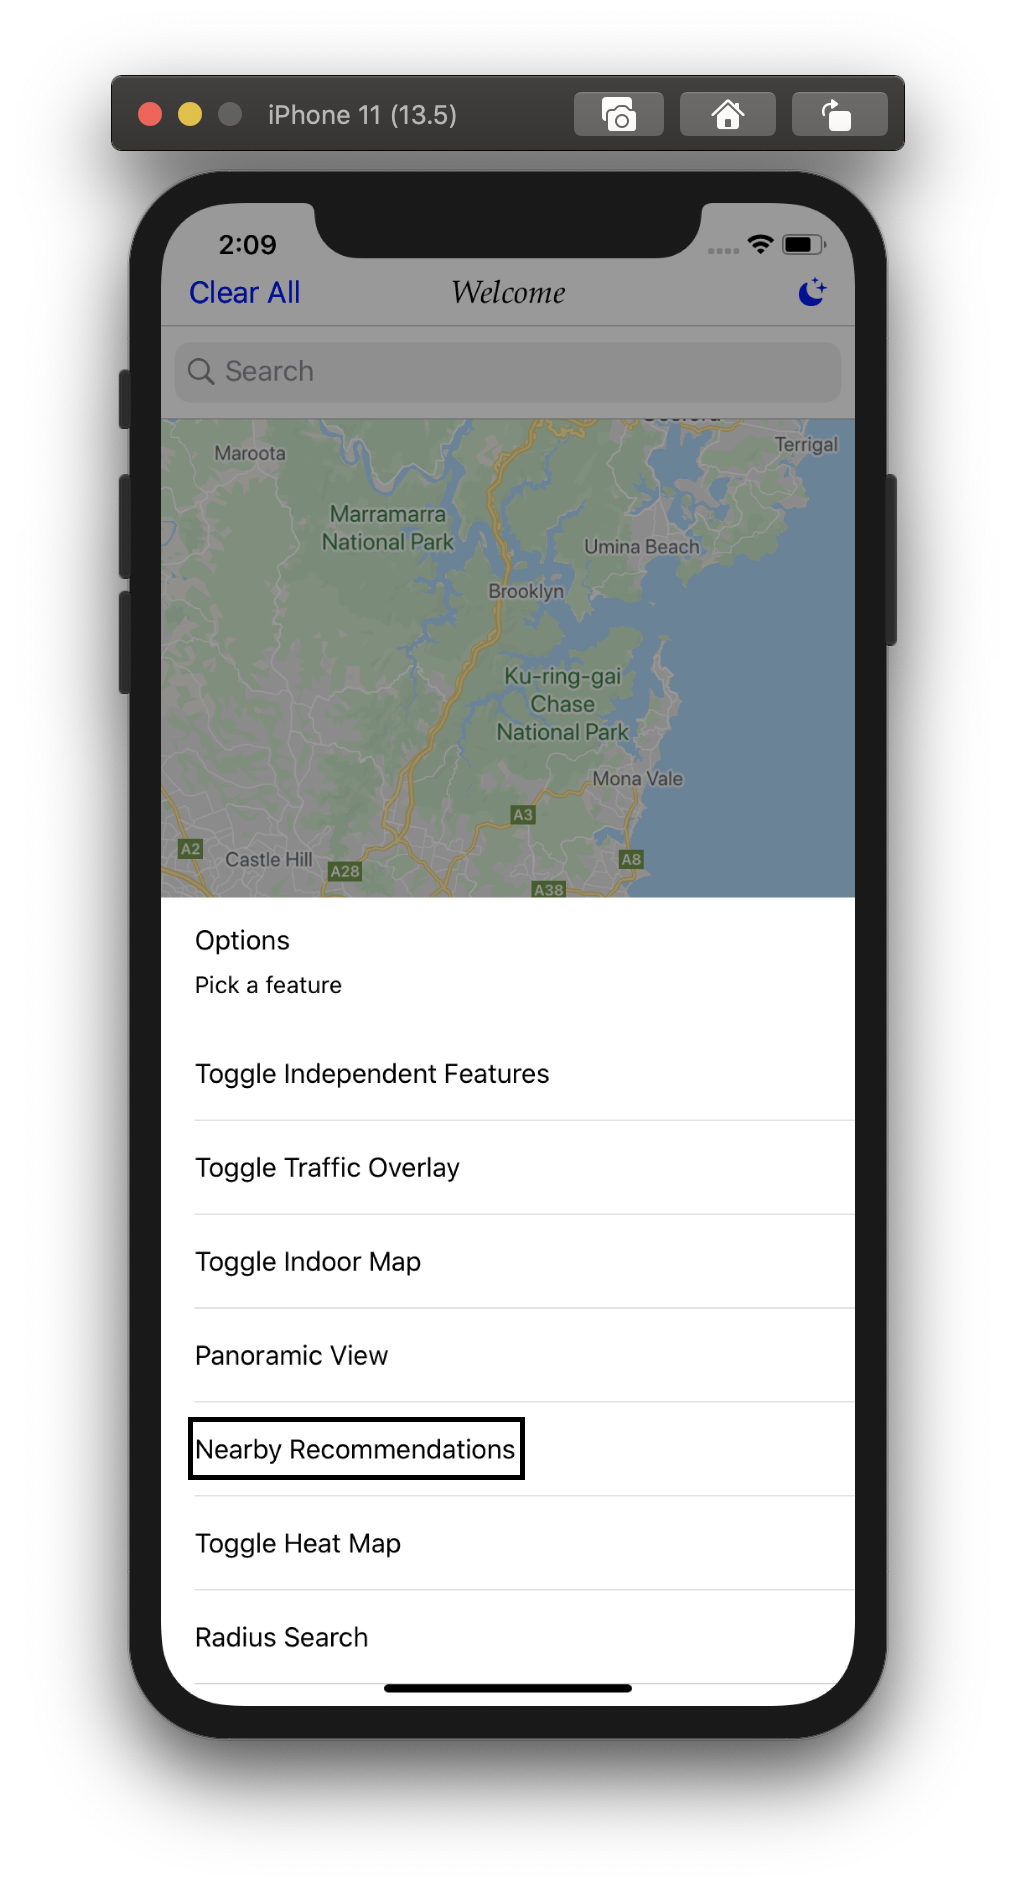 iPhone 11 (13.5)
2:09
Clear All
Welcome
Search
Terrigal
Maroota
Marramarra
National Park
Umina Beach
Brooklyn
Ku-ring-gai
Chase
National Park
Mona Vale
A3
A2
Castle Hill
A28
A8
A38
Options
Pick a feature
Toggle Independent Features
Toggle Traffic Overlay
Toggle Indoor Map
Panoramic View
Nearby Recommendations
Toggle Heat Map
Radius Search